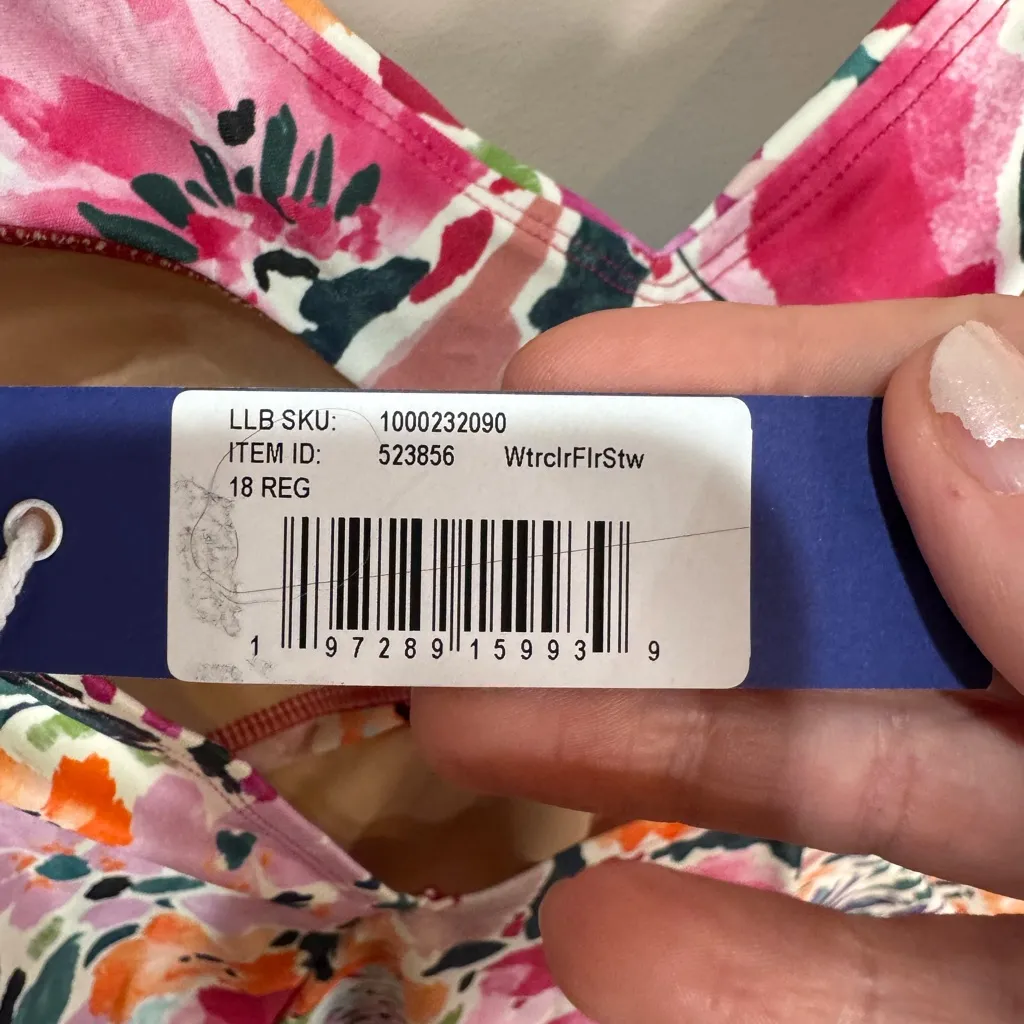 LLB SKU: 1000232090
ITEM ID: 523856 WtrclrFlrStw
18 REG
1 97289 15993 9